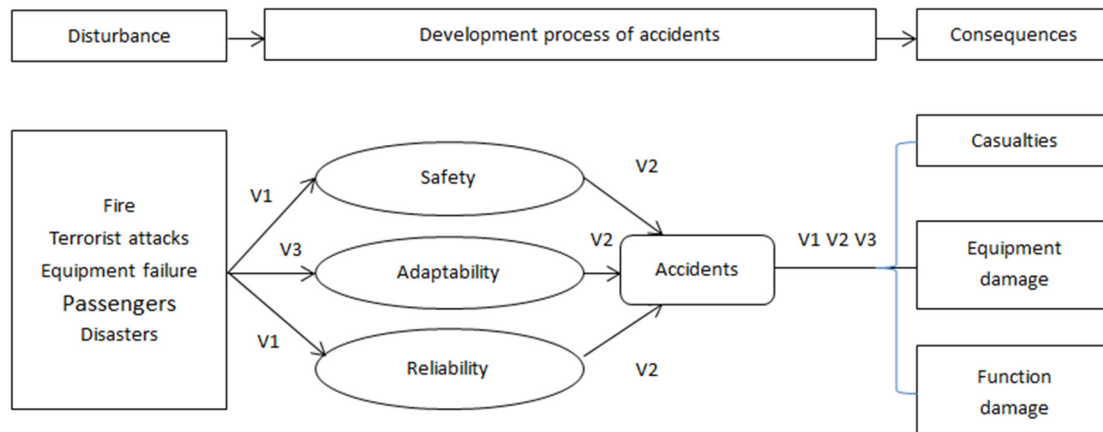 Disturbance
Development process of accidents
Consequences
Fire
Terrorist attacks
Equipment failure
Passengers
Disasters
V1
V3
V1
Safety
Adaptability
Reliability
V2
V2
V2
Accidents
V1 V2 V3
Casualties
Equipment
damage
Function
damage